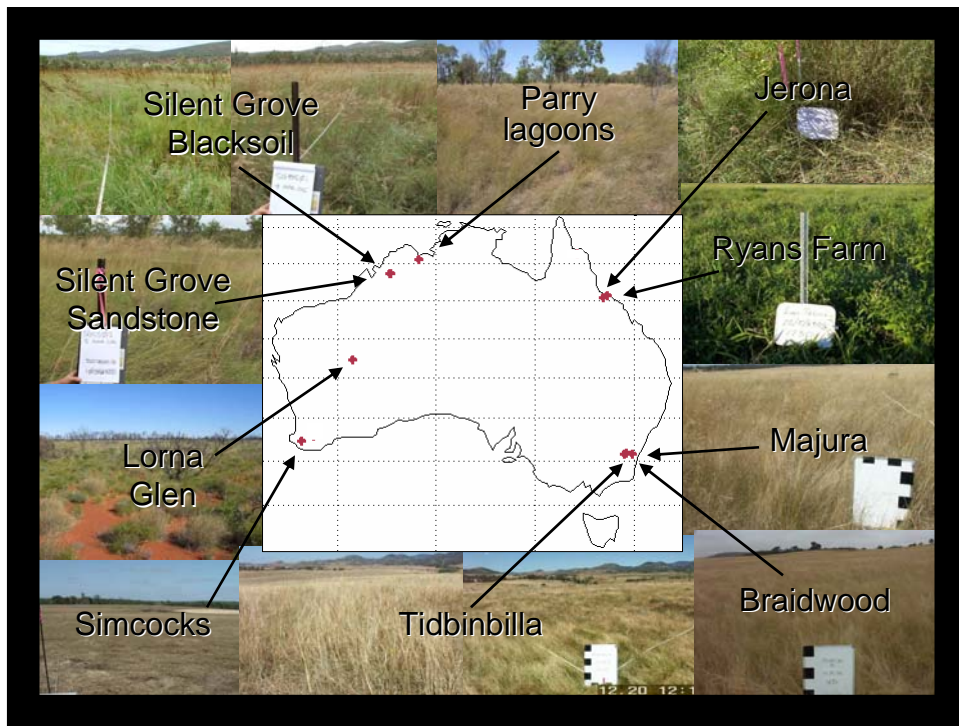 Silent Grove
Blacksoil
Parry
lagoons
Jerona
Ryans Farm
Silent Grove
Sandstone
Lorna
Glen
Majura
Simcocks
Tidbinbilla
Braidwood
12.20 12:1